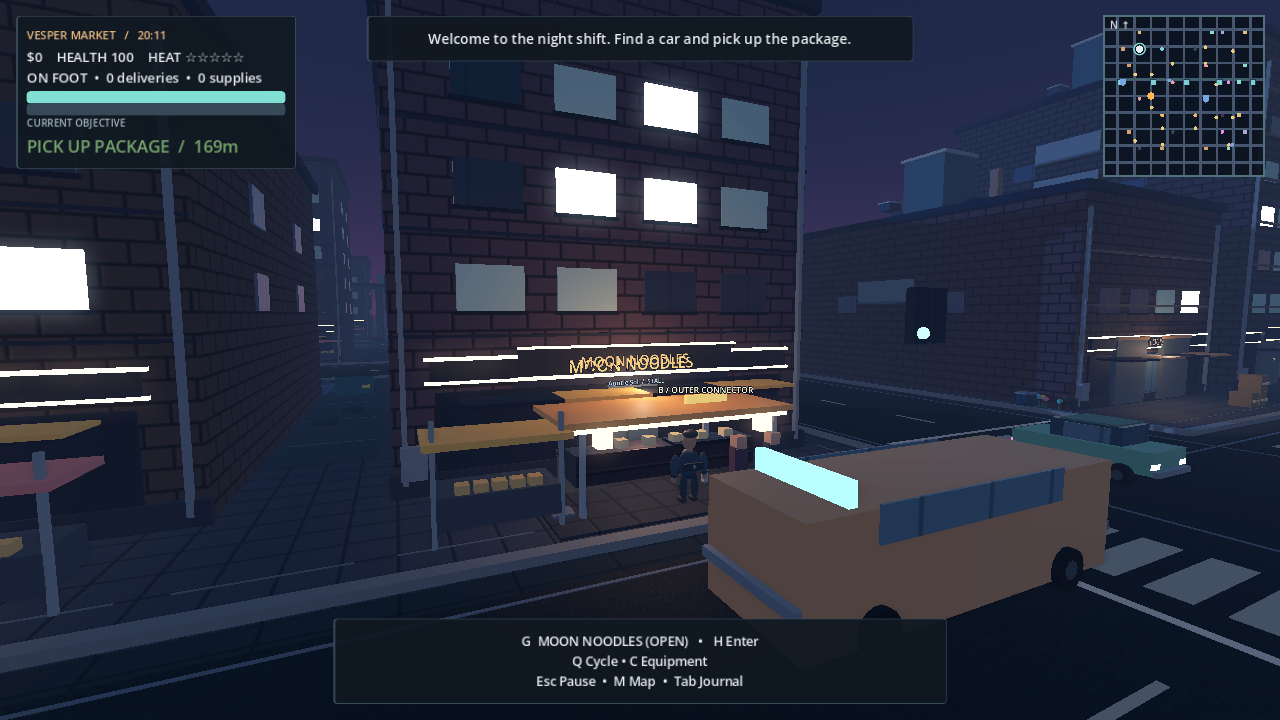 VESPER MARKET / 20:11
$0 HEALTH 100 HEAT ☆☆☆☆☆
ON FOOT • 0 deliveries • 0 supplies
CURRENT OBJECTIVE
PICK UP PACKAGE / 169m
Welcome to the night shift. Find a car and pick up the package.
N ↑
MOON NOODLES
MOON NOODLES
B / OUTER CONNECTOR
G MOON NOODLES (OPEN) • H Enter
Q Cycle • C Equipment
Esc Pause • M Map • Tab Journal